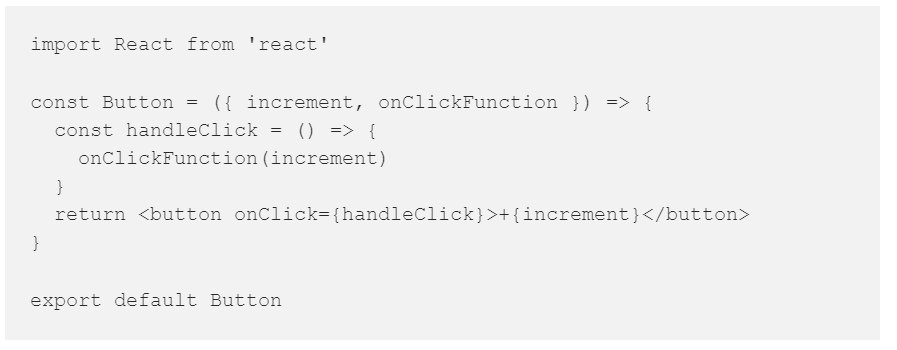 import React from 'react'
const Button = ({ increment, onClickFunction }) => {
  const handleClick = () => {
    onClickFunction(increment)
  }
  return <button onClick={handleClick}>+{increment}</button>
}
export default Button